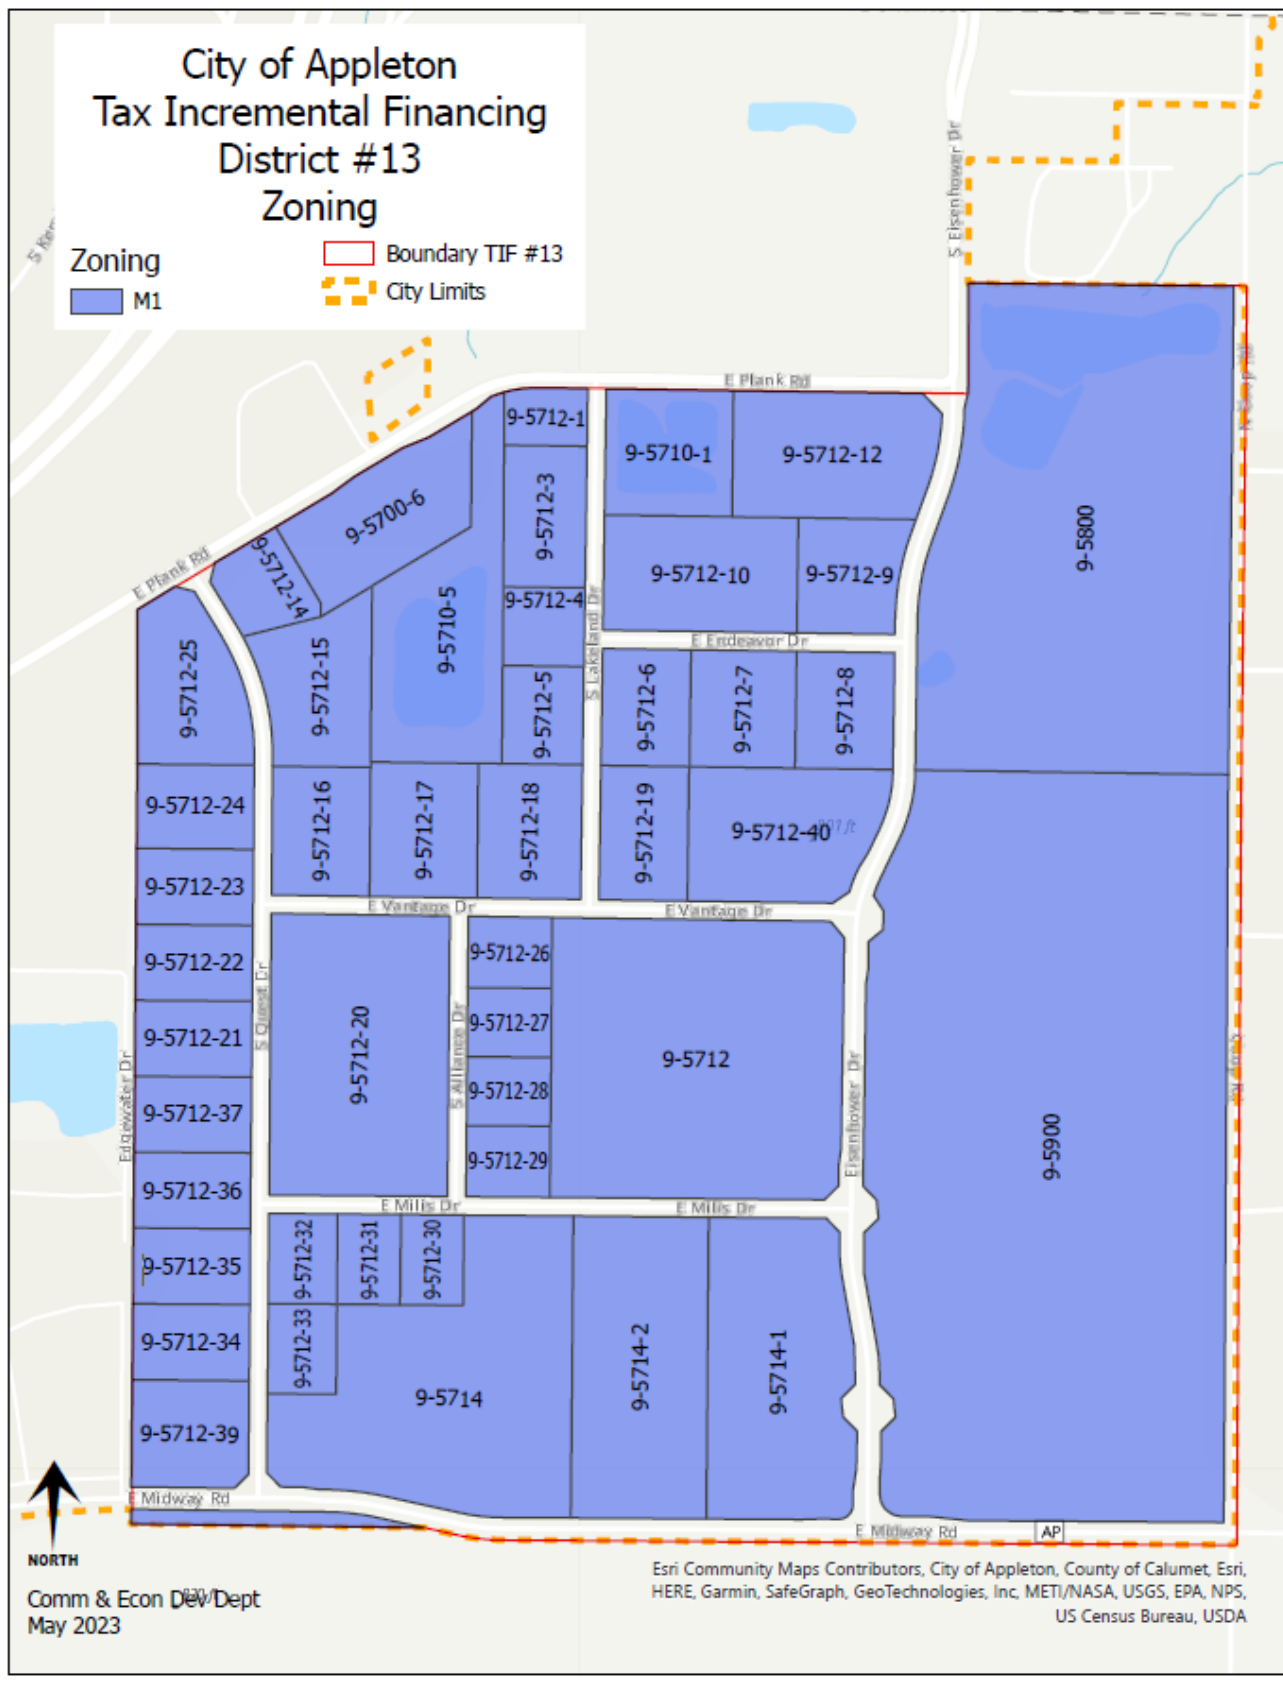 City of Appleton
Tax Incremental Financing
District #13
Zoning
Zoning
Boundary TIF #13
M1
City Limits
S Eisenhower Dr
E Plank Rd
9-5712-1
9-5710-1
9-5712-12
9-5700-6
9-5712-3
9-5800
E Plank Rd
9-5712-14
9-5712-10
9-5712-9
9-5712-4
S Lakeland Dr
E Endeavor Dr
9-5710-5
9-5712-25
9-5712-15
9-5712-5
9-5712-6
9-5712-7
9-5712-8
9-5712-24
9-5712-16
9-5712-17
9-5712-18
9-5712-19
9-5712-40
9-5712-23
E Vantage Dr
E Vantage Dr
9-5712-22
S Quest Dr
9-5712-26
9-5712-21
9-5712-20
S Alliance Dr
9-5712-27
9-5712
9-5712-28
Edgewater Dr
9-5712-37
Eisenhower Dr
9-5900
9-5712-29
9-5712-36
E Milis Dr
E Milis Dr
9-5712-35
9-5712-32
9-5712-31
9-5712-30
9-5712-34
9-5712-33
9-5714
9-5714-2
9-5714-1
9-5712-39
E Midway Rd
E Midway Rd
AP
NORTH
Comm & Econ Dev Dept
May 2023
Esri Community Maps Contributors, City of Appleton, County of Calumet, Esri,
HERE, Garmin, SafeGraph, GeoTechnologies, Inc, METI/NASA, USGS, EPA, NPS,
US Census Bureau, USDA